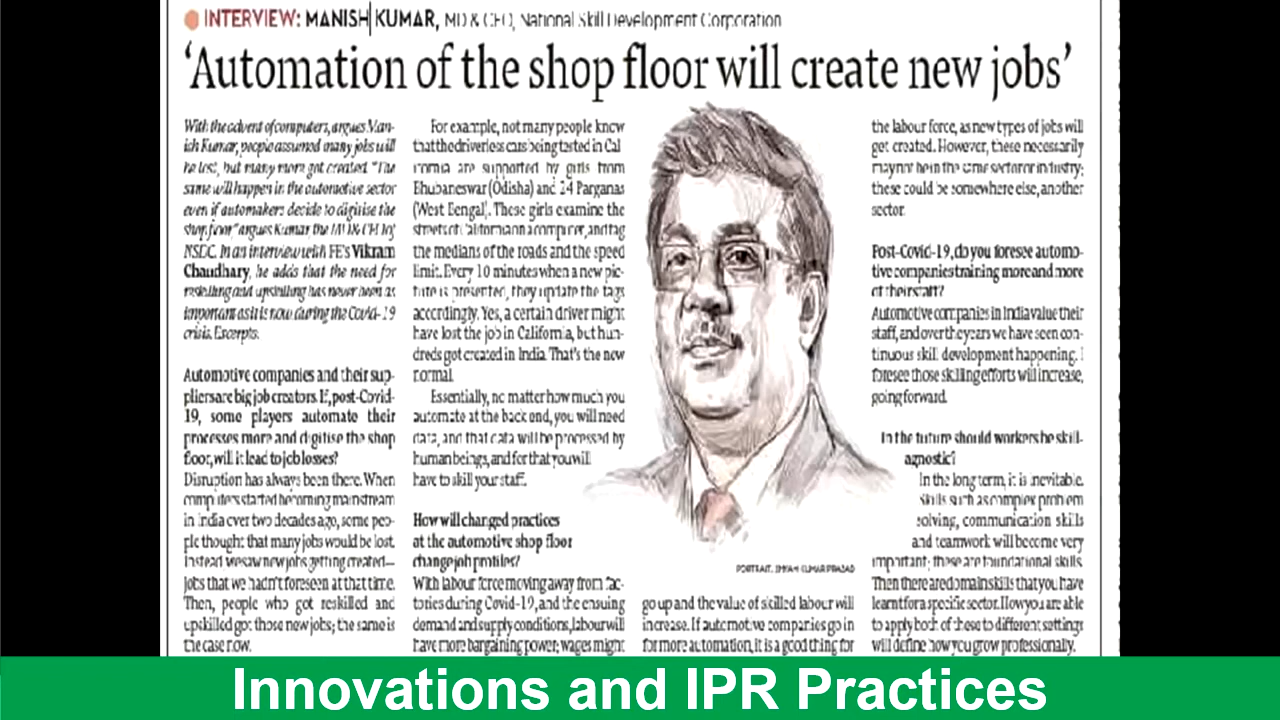 INTERVIEW: MANISH KUMAR, MD & CEO, National Skill Development Corporation
'Automation of the shop floor will create new jobs'
With the advent of computers, argues Man-
ish Kumar, people assumed many jobs will
be lost, but many more got created. "The
same will happen in the automotive sector
even if automakers decide to digitise the
shop floor," argues Kumar the MD & CEO of
NSDC. In an interview with FE's Vikram
Chaudhary, he adds that the need for
reskilling and upskilling has never been as
important as it is now during the Covid-19
crisis. Excerpts:
Automotive companies and their sup-
pliers are big job creators. If, post-Covid-
19, some players automate their
processes more and digitise the shop
floor, will it lead to job losses?
Disruption has always been there. When
computers started becoming mainstream
in India over two decades ago, some peo-
ple thought that many jobs would be lost.
Instead we saw new jobs getting created—
jobs that we hadn't foreseen at that time.
Then, people who got reskilled and
upskilled got those new jobs; the same is
the case now.
For example, not many people know
that the driverless cars being tested in Cal-
ifornia are supported by girls from
Bhubaneswar (Odisha) and 24 Parganas
(West Bengal). These girls examine the
streets of California on a computer, and tag
the medians of the roads and the speed
limit. Every 10 minutes when a new pic-
ture is presented, they update the tags
accordingly. Yes, a certain driver might
have lost the job in California, but hun-
dreds got created in India. That's the new
normal.
Essentially, no matter how much you
automate at the back end, you will need
data, and that data will be processed by
human beings, and for that you will
have to skill your staff.
How will changed practices
at the automotive shop floor
change job profiles?
With labour force moving away from fac-
tories during Covid-19, and the ensuing
demand and supply conditions, labour will
have more bargaining power; wages might
PORTRAIT: SHYAM KUMAR PRASAD
go up and the value of skilled labour will
increase. If automotive companies go in
for more automation, it is a good thing for
the labour force, as new types of jobs will
get created. However, these necessarily
may not be in the same sector or industry;
these could be somewhere else, another
sector.
Post-Covid-19, do you foresee automo-
tive companies training more and more
of their staff?
Automotive companies in India value their
staff, and over the years we have seen con-
tinuous skill development happening. I
foresee those skilling efforts will increase,
going forward.
In the future should workers be skill-
agnostic?
In the long term, it is inevitable.
Skills such as complex problem
solving, communication skills
and teamwork will become very
important; these are foundational skills.
Then there are domain skills that you have
learnt for a specific sector. How you are able
to apply both of these to different settings
will define how you grow professionally.
Innovations and IPR Practices